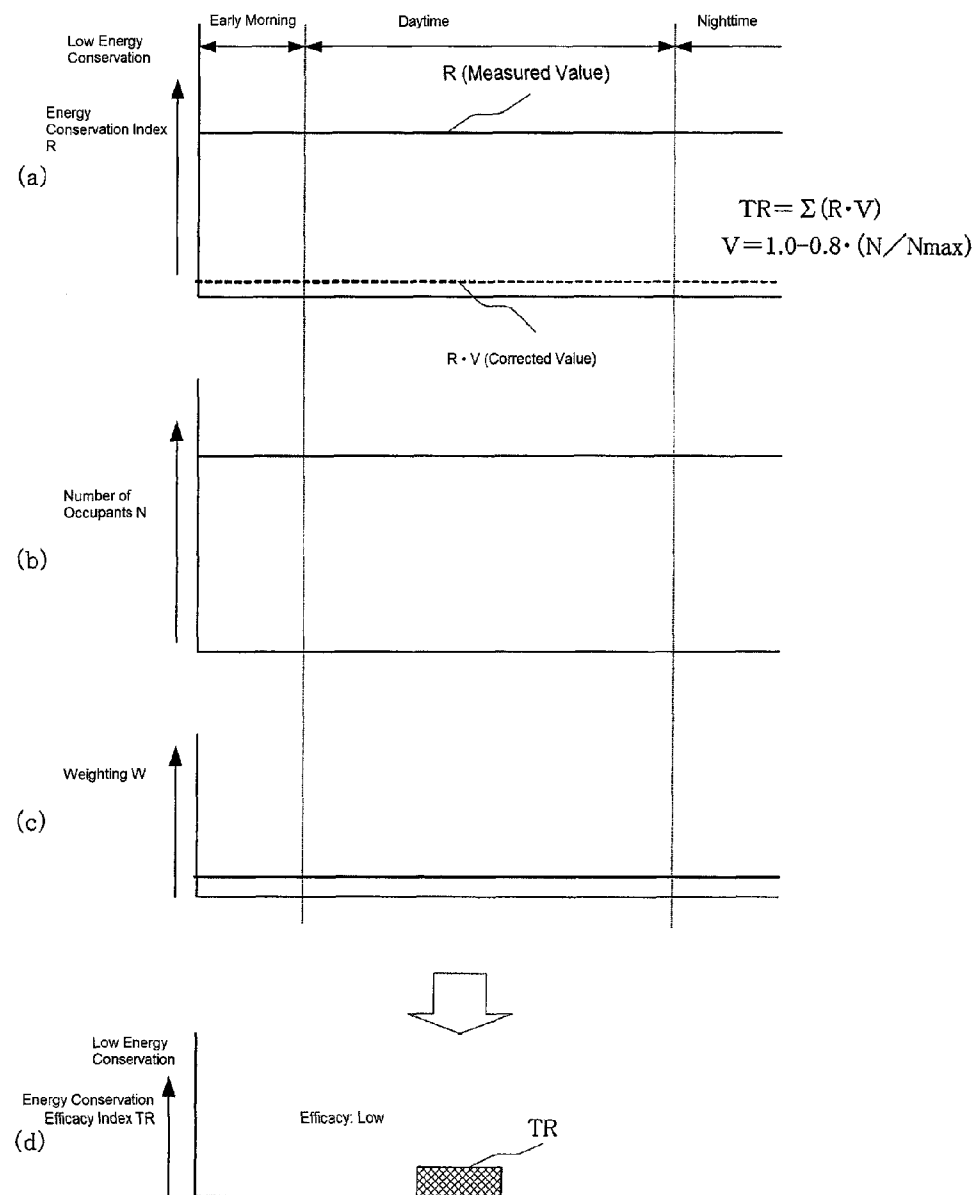 Early Morning
Daytime
Nighttime
Low Energy
Conservation
R (Measured Value)
Energy
Conservation Index
R
(a)
TR=Σ(R·V)
V=1.0-0.8·(N/Nmax)
R·V (Corrected Value)
Number of
Occupants N
(b)
Weighting W
(c)
Low Energy
Conservation
Energy Conservation
Efficacy Index TR
Efficacy: Low
TR
(d)